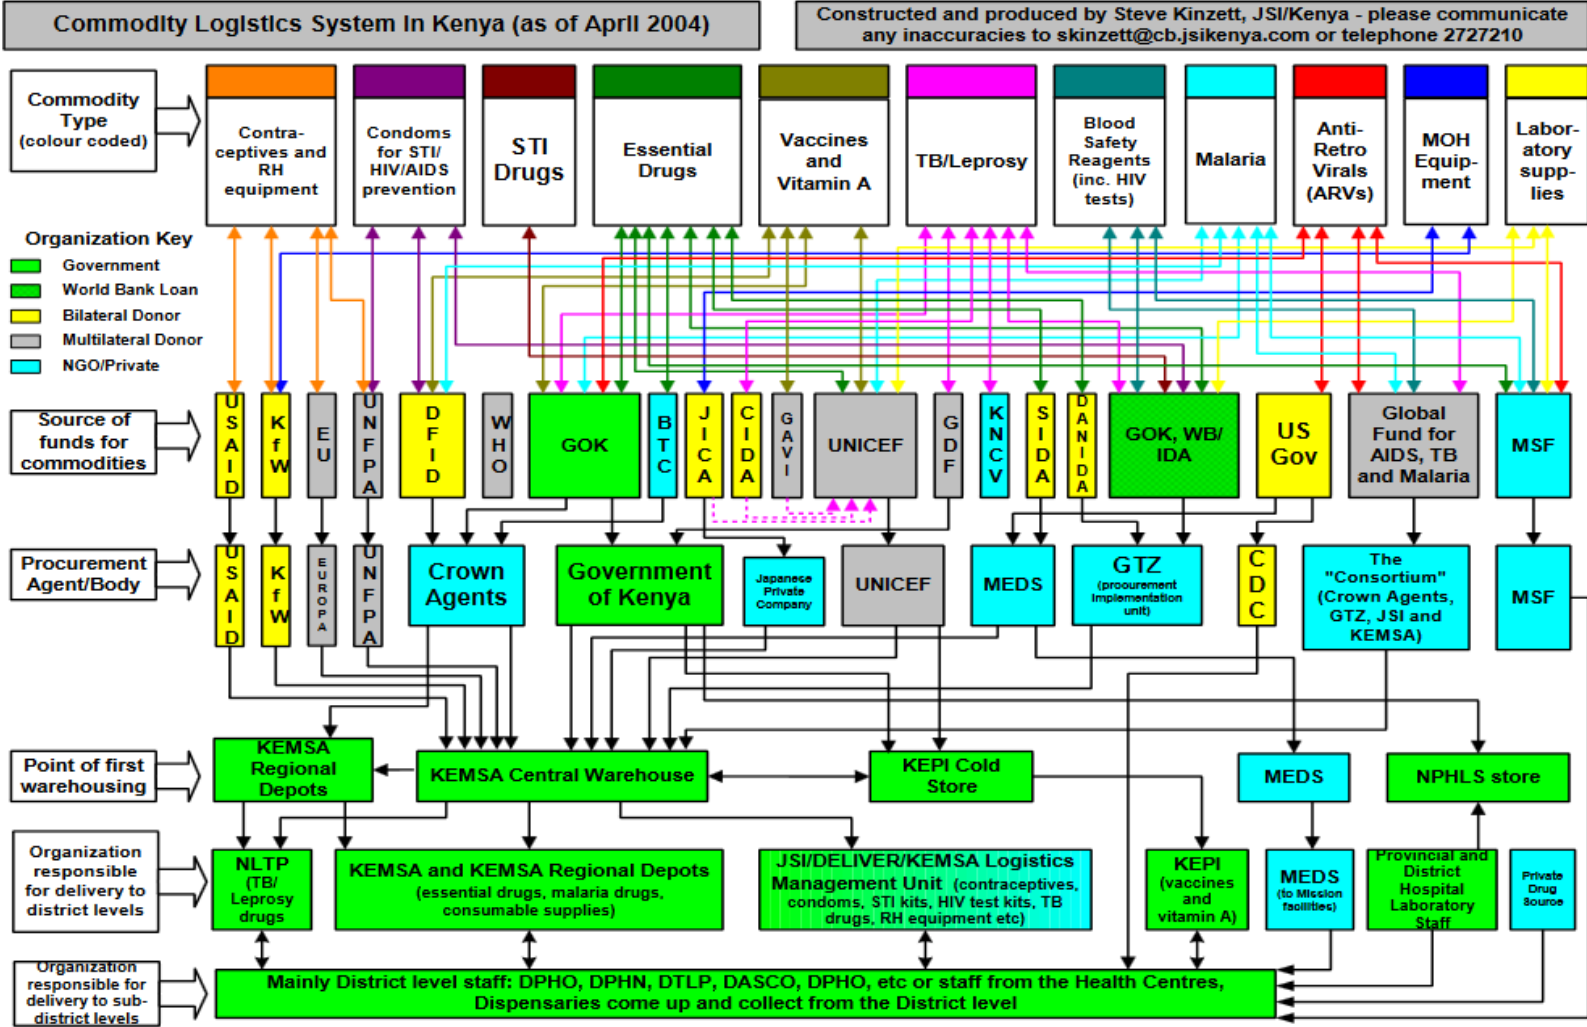 Commodity Logistics System in Kenya (as of April 2004)
Constructed and produced by Steve Kinzett, JSI/Kenya - please communicate
any inaccuracies to skinzett@cb.jsikenya.com or telephone 2727210
Commodity
Type
(colour coded)
Contra-
ceptives and
RH
equipment
Condoms
for STI/
HIV/AIDS
prevention
STI
Drugs
Essential
Drugs
Vaccines
and
Vitamin A
TB/Leprosy
Blood
Safety
Reagents
(inc. HIV
tests)
Malaria
Anti-
Retro
Virals
(ARVs)
MOH
Equip-
ment
Labor-
atory
supp-
lies
Organization Key
Government
World Bank Loan
Bilateral Donor
Multilateral Donor
NGO/Private
Source of
funds for
commodities
USAID
KfW
EU
UNFPA
DFID
WHO
GOK
BTC
JICA
CIDA
GAVI
UNICEF
GDF
KNCV
SIDA
DANIDA
GOK, WB/
IDA
US
Gov
Global
Fund for
AIDS, TB
and Malaria
MSF
Procurement
Agent/Body
USAID
KfW
EUROPA
UNFPA
Crown
Agents
Government
of Kenya
Japanese
Private
Company
UNICEF
MEDS
GTZ
(procurement
implementation
unit)
CDC
The
"Consortium"
(Crown Agents,
GTZ, JSI and
KEMSA)
MSF
Point of first
warehousing
KEMSA
Regional
Depots
KEMSA Central Warehouse
KEPI Cold
Store
MEDS
NPHLS store
Organization
responsible
for delivery to
district levels
NLTP
(TB/
Leprosy
drugs
KEMSA and KEMSA Regional Depots
(essential drugs, malaria drugs,
consumable supplies)
JSI/DELIVER/KEMSA Logistics
Management Unit (contraceptives,
condoms, STI kits, HIV test kits, TB
drugs, RH equipment etc)
KEPI
(vaccines
and
vitamin A)
MEDS
(to Mission
facilities)
Provincial and
District
Hospital
Laboratory
Staff
Private
Drug
Source
Organization
responsible for
delivery to sub-
district levels
Mainly District level staff: DPHO, DPHN, DTLP, DASCO, DPHO, etc or staff from the Health Centres,
Dispensaries come up and collect from the District level